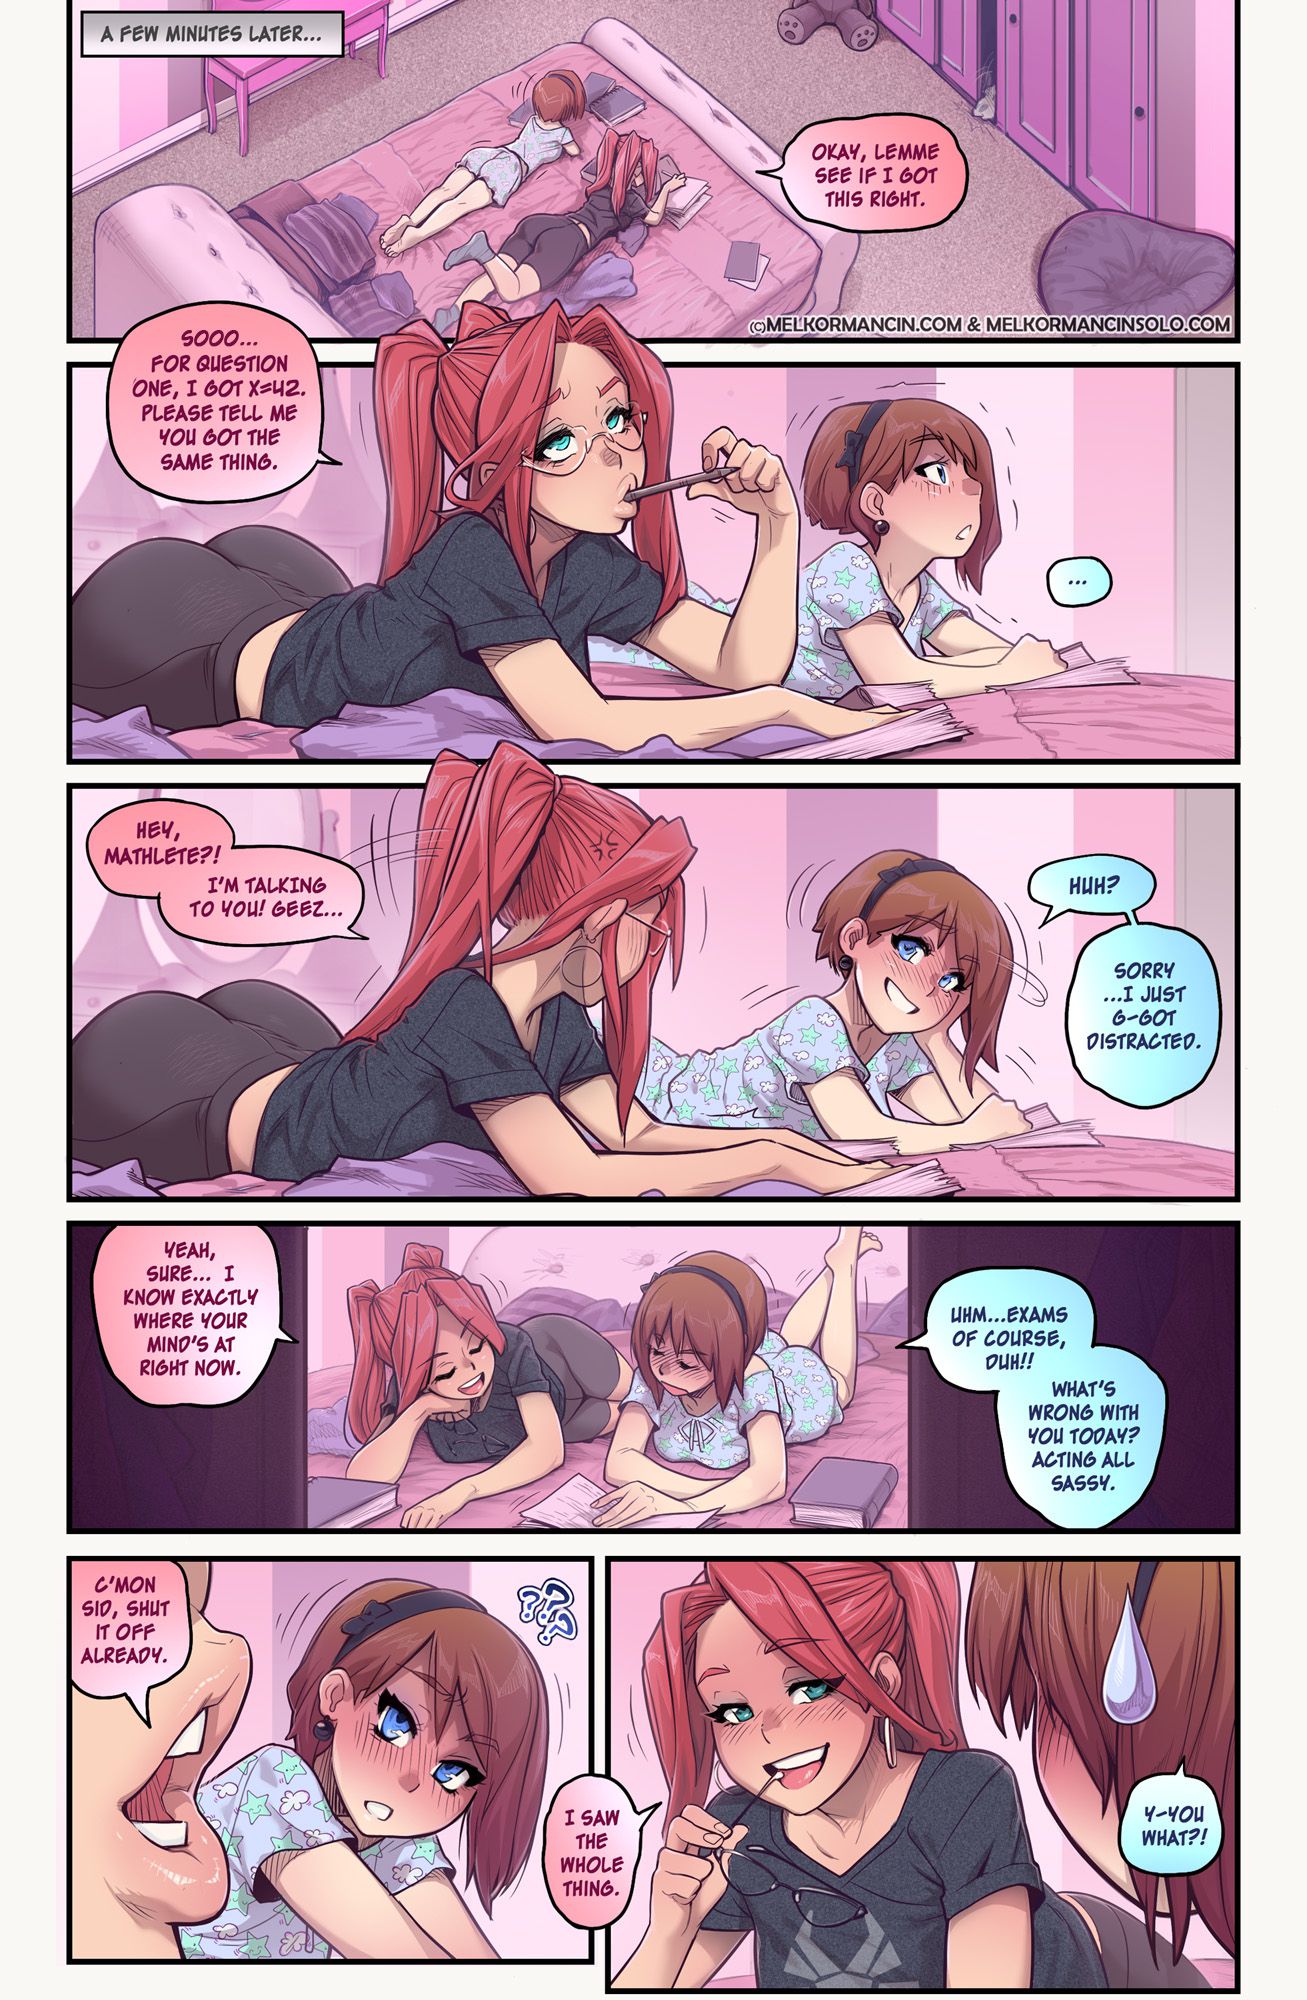 A FEW MINUTES LATER...
OKAY, LEMME
SEE IF I GOT
THIS RIGHT.
(C)MELKORMANCIN.COM & MELKORMANCINSOLO.COM
SOOO...
FOR QUESTION
ONE, I GOT X=42.
PLEASE TELL ME
YOU GOT THE
SAME THING.
...
HEY,
MATHLETE?!
I'M TALKING
TO YOU! GEEZ...
HUH?
SORRY
...I JUST
G-GOT
DISTRACTED.
YEAH,
SURE... I
KNOW EXACTLY
WHERE YOUR
MIND'S AT
RIGHT NOW.
UHM...EXAMS
OF COURSE,
DUH!!
WHAT'S
WRONG WITH
YOU TODAY?
ACTING ALL
SASSY.
C'MON
SID, SHUT
IT OFF
ALREADY.
???
I SAW
THE
WHOLE
THING.
Y-YOU
WHAT?!